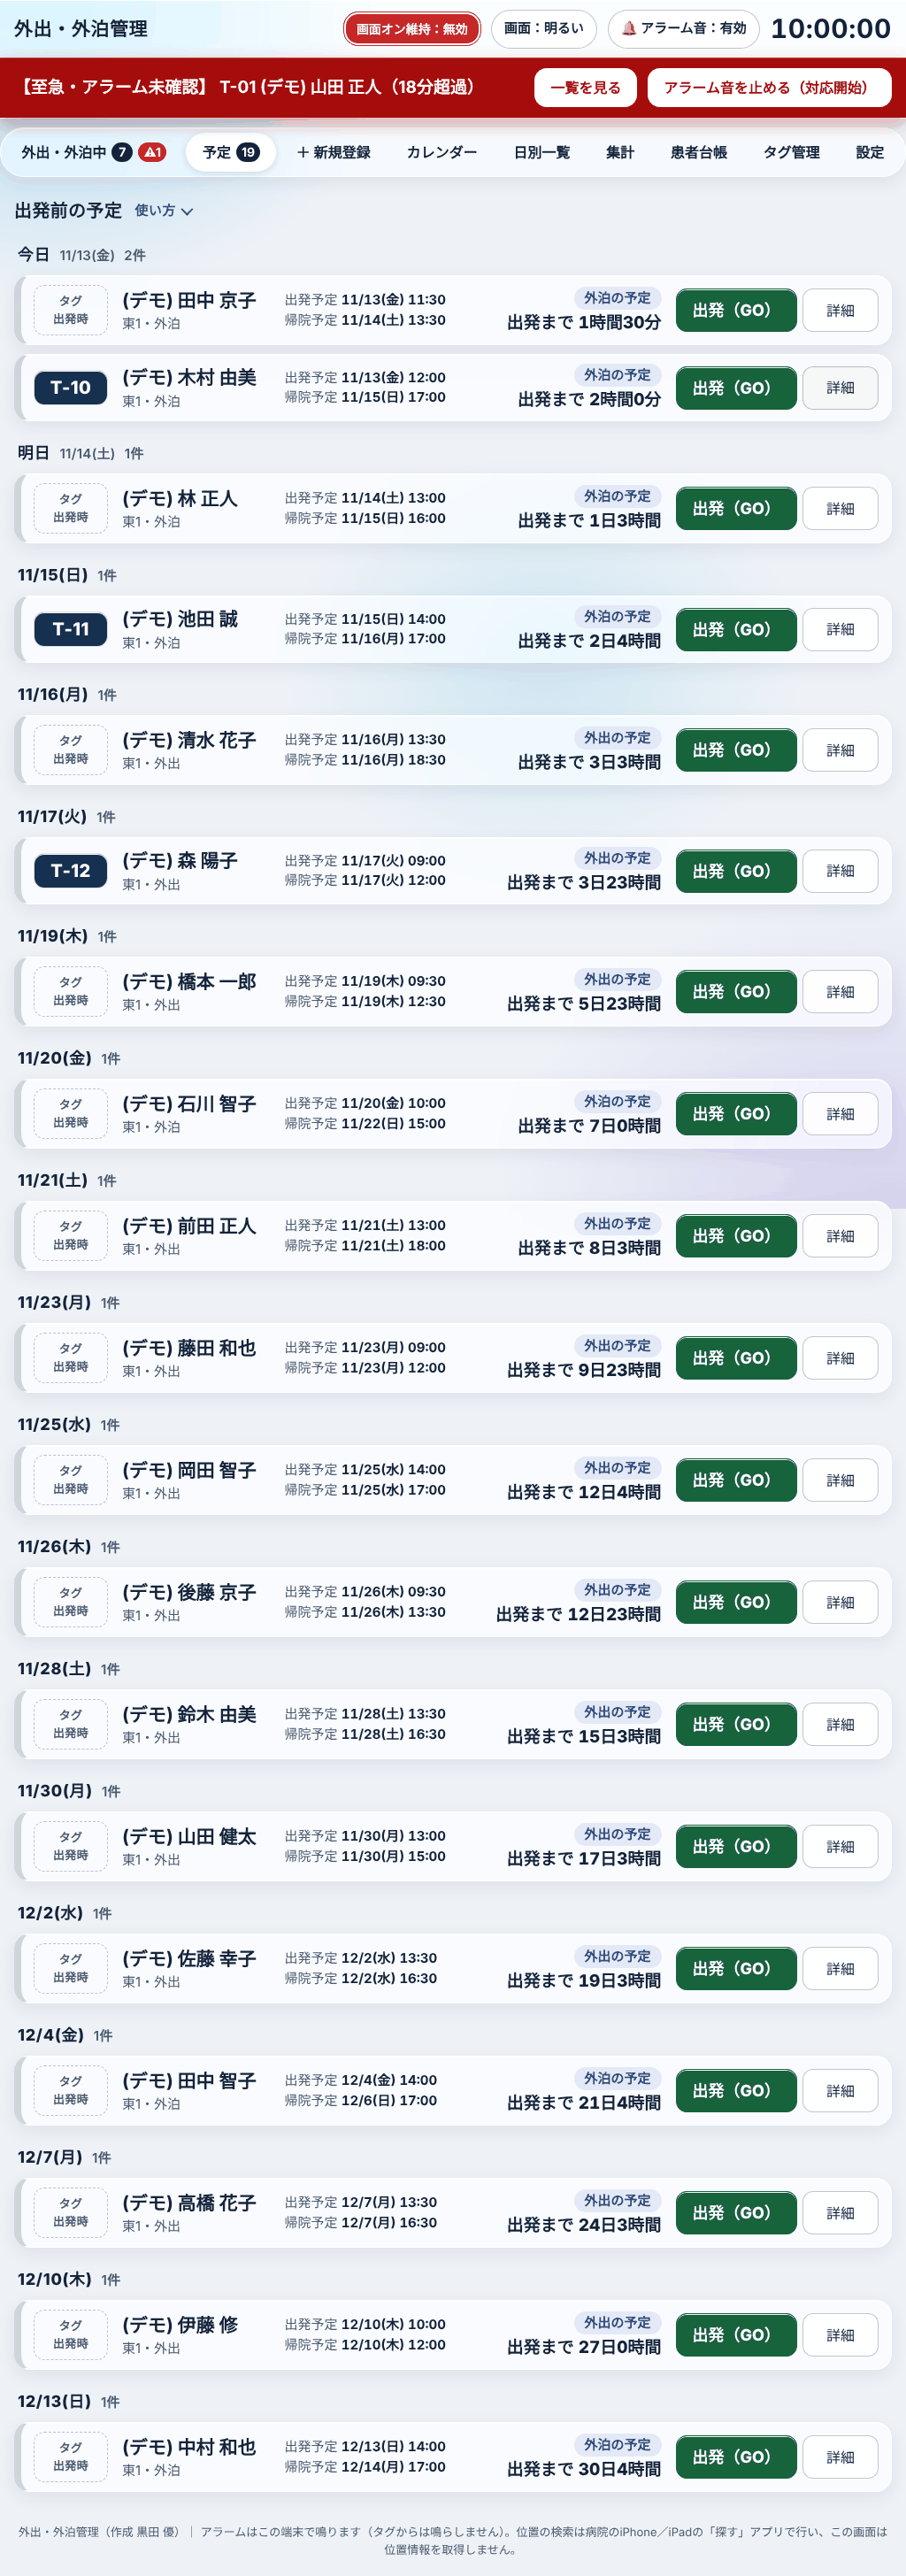 外出・外泊管理 画面オン維持：無効 画面：明るい アラーム音：有効 10:00:00
【至急・アラーム未確認】 T-01 (デモ) 山田 正人（18分超過） 一覧を見る アラーム音を止める（対応開始）
外出・外泊中 7 ⚠1 予定 19 ＋ 新規登録 カレンダー 日別一覧 集計 患者台帳 タグ管理 設定
出発前の予定 使い方
今日 11/13(金) 2件
タグ
出発時
(デモ) 田中 京子
東1・外泊
出発予定 11/13(金) 11:30
帰院予定 11/14(土) 13:30
外泊の予定
出発まで 1時間30分
出発（GO） 詳細
T-10
(デモ) 木村 由美
東1・外泊
出発予定 11/13(金) 12:00
帰院予定 11/15(日) 17:00
外泊の予定
出発まで 2時間0分
出発（GO） 詳細
明日 11/14(土) 1件
タグ
出発時
(デモ) 林 正人
東1・外泊
出発予定 11/14(土) 13:00
帰院予定 11/15(日) 16:00
外泊の予定
出発まで 1日3時間
出発（GO） 詳細
11/15(日) 1件
T-11
(デモ) 池田 誠
東1・外泊
出発予定 11/15(日) 14:00
帰院予定 11/16(月) 17:00
外泊の予定
出発まで 2日4時間
出発（GO） 詳細
11/16(月) 1件
タグ
出発時
(デモ) 清水 花子
東1・外出
出発予定 11/16(月) 13:30
帰院予定 11/16(月) 18:30
外出の予定
出発まで 3日3時間
出発（GO） 詳細
11/17(火) 1件
T-12
(デモ) 森 陽子
東1・外出
出発予定 11/17(火) 09:00
帰院予定 11/17(火) 12:00
外出の予定
出発まで 3日23時間
出発（GO） 詳細
11/19(木) 1件
タグ
出発時
(デモ) 橋本 一郎
東1・外出
出発予定 11/19(木) 09:30
帰院予定 11/19(木) 12:30
外出の予定
出発まで 5日23時間
出発（GO） 詳細
11/20(金) 1件
タグ
出発時
(デモ) 石川 智子
東1・外泊
出発予定 11/20(金) 10:00
帰院予定 11/22(日) 15:00
外泊の予定
出発まで 7日0時間
出発（GO） 詳細
11/21(土) 1件
タグ
出発時
(デモ) 前田 正人
東1・外出
出発予定 11/21(土) 13:00
帰院予定 11/21(土) 18:00
外出の予定
出発まで 8日3時間
出発（GO） 詳細
11/23(月) 1件
タグ
出発時
(デモ) 藤田 和也
東1・外出
出発予定 11/23(月) 09:00
帰院予定 11/23(月) 12:00
外出の予定
出発まで 9日23時間
出発（GO） 詳細
11/25(水) 1件
タグ
出発時
(デモ) 岡田 智子
東1・外出
出発予定 11/25(水) 14:00
帰院予定 11/25(水) 17:00
外出の予定
出発まで 12日4時間
出発（GO） 詳細
11/26(木) 1件
タグ
出発時
(デモ) 後藤 京子
東1・外出
出発予定 11/26(木) 09:30
帰院予定 11/26(木) 13:30
外出の予定
出発まで 12日23時間
出発（GO） 詳細
11/28(土) 1件
タグ
出発時
(デモ) 鈴木 由美
東1・外出
出発予定 11/28(土) 13:30
帰院予定 11/28(土) 16:30
外出の予定
出発まで 15日3時間
出発（GO） 詳細
11/30(月) 1件
タグ
出発時
(デモ) 山田 健太
東1・外出
出発予定 11/30(月) 13:00
帰院予定 11/30(月) 15:00
外出の予定
出発まで 17日3時間
出発（GO） 詳細
12/2(水) 1件
タグ
出発時
(デモ) 佐藤 幸子
東1・外出
出発予定 12/2(水) 13:30
帰院予定 12/2(水) 16:30
外出の予定
出発まで 19日3時間
出発（GO） 詳細
12/4(金) 1件
タグ
出発時
(デモ) 田中 智子
東1・外泊
出発予定 12/4(金) 14:00
帰院予定 12/6(日) 17:00
外泊の予定
出発まで 21日4時間
出発（GO） 詳細
12/7(月) 1件
タグ
出発時
(デモ) 高橋 花子
東1・外出
出発予定 12/7(月) 13:30
帰院予定 12/7(月) 16:30
外出の予定
出発まで 24日3時間
出発（GO） 詳細
12/10(木) 1件
タグ
出発時
(デモ) 伊藤 修
東1・外出
出発予定 12/10(木) 10:00
帰院予定 12/10(木) 12:00
外出の予定
出発まで 27日0時間
出発（GO） 詳細
12/13(日) 1件
タグ
出発時
(デモ) 中村 和也
東1・外泊
出発予定 12/13(日) 14:00
帰院予定 12/14(月) 17:00
外泊の予定
出発まで 30日4時間
出発（GO） 詳細
外出・外泊管理（作成 黒田 優）｜ アラームはこの端末で鳴ります（タグからは鳴らしません）。位置の検索は病院のiPhone／iPadの「探す」アプリで行い、この画面は
位置情報を取得しません。